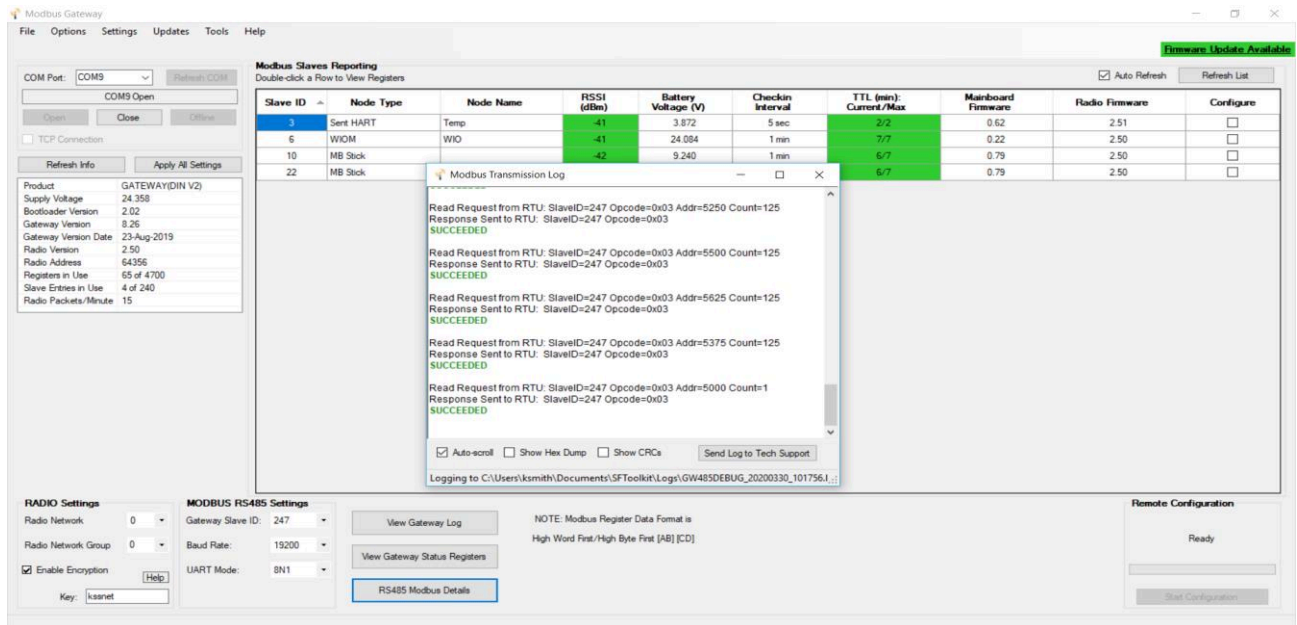 Modbus Gateway
File Options Settings Updates Tools Help
Firmware Update Available
COM Port: COM9 Refresh COM
COM9 Open
Open Close Offline
TCP Connection
Refresh Info Apply All Settings
Product GATEWAY(DIN V2)
Supply Voltage 24.358
Bootloader Version 2.02
Gateway Version 8.26
Gateway Version Date 23-Aug-2019
Radio Version 2.50
Radio Address 64356
Registers in Use 65 of 4700
Slave Entries in Use 4 of 240
Radio Packets/Minute 15
Modbus Slaves Reporting
Double-click a Row to View Registers
Auto Refresh Refresh List
Slave ID Node Type Node Name RSSI (dBm) Battery Voltage (V) Checkin Interval TTL (min): Current/Max Mainboard Firmware Radio Firmware Configure
3 Sent HART Temp -41 3.872 5 sec 2/2 0.62 2.51
6 WIOM WIO -41 24.084 1 min 7/7 0.22 2.50
10 MB Stick -42 9.240 1 min 6/7 0.79 2.50
22 MB Stick 6/7 0.79 2.50
Modbus Transmission Log
Read Request from RTU: SlaveID=247 Opcode=0x03 Addr=5250 Count=125
Response Sent to RTU: SlaveID=247 Opcode=0x03
SUCCEEDED
Read Request from RTU: SlaveID=247 Opcode=0x03 Addr=5500 Count=125
Response Sent to RTU: SlaveID=247 Opcode=0x03
SUCCEEDED
Read Request from RTU: SlaveID=247 Opcode=0x03 Addr=5625 Count=125
Response Sent to RTU: SlaveID=247 Opcode=0x03
SUCCEEDED
Read Request from RTU: SlaveID=247 Opcode=0x03 Addr=5375 Count=125
Response Sent to RTU: SlaveID=247 Opcode=0x03
SUCCEEDED
Read Request from RTU: SlaveID=247 Opcode=0x03 Addr=5000 Count=1
Response Sent to RTU: SlaveID=247 Opcode=0x03
SUCCEEDED
Auto-scroll Show Hex Dump Show CRCs Send Log to Tech Support
Logging to C:\Users\ksmith\Documents\SFToolkit\Logs\GW485DEBUG_20200330_101756.l
RADIO Settings
Radio Network 0
Radio Network Group 0
Enable Encryption Help
Key: kssnet
MODBUS RS485 Settings
Gateway Slave ID: 247
Baud Rate: 19200
UART Mode: 8N1
View Gateway Log
View Gateway Status Registers
RS485 Modbus Details
NOTE: Modbus Register Data Format is
High Word First/High Byte First [AB] [CD]
Remote Configuration
Ready
Start Configuration